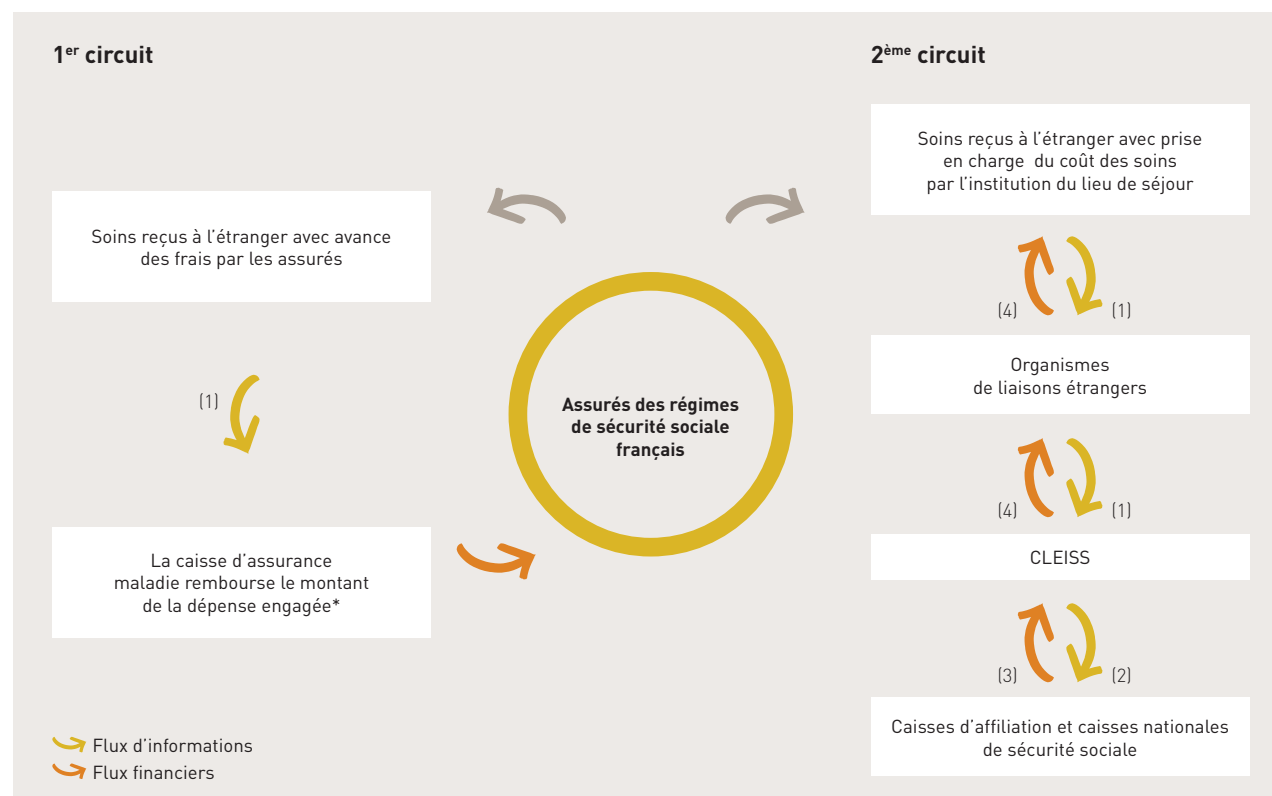 1er circuit
Soins reçus à l'étranger avec avance
des frais par les assurés
(1)
La caisse d'assurance
maladie rembourse le montant
de la dépense engagée*
Assurés des régimes
de sécurité sociale
français
2ème circuit
Soins reçus à l'étranger avec prise
en charge du coût des soins
par l'institution du lieu de séjour
(4)
(1)
Organismes
de liaisons étrangers
(4)
(1)
CLEISS
(3)
(2)
Caisses d'affiliation et caisses nationales
de sécurité sociale
Flux d'informations
Flux financiers